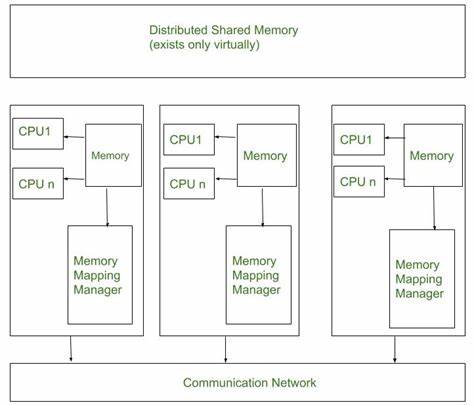 Distributed Shared Memory
(exists only virtually)
CPU1
Memory
CPU n
Memory
Mapping
Manager
CPU1
Memory
CPU n
Memory
Mapping
Manager
CPU1
Memory
CPU n
Memory
Mapping
Manager
Communication Network